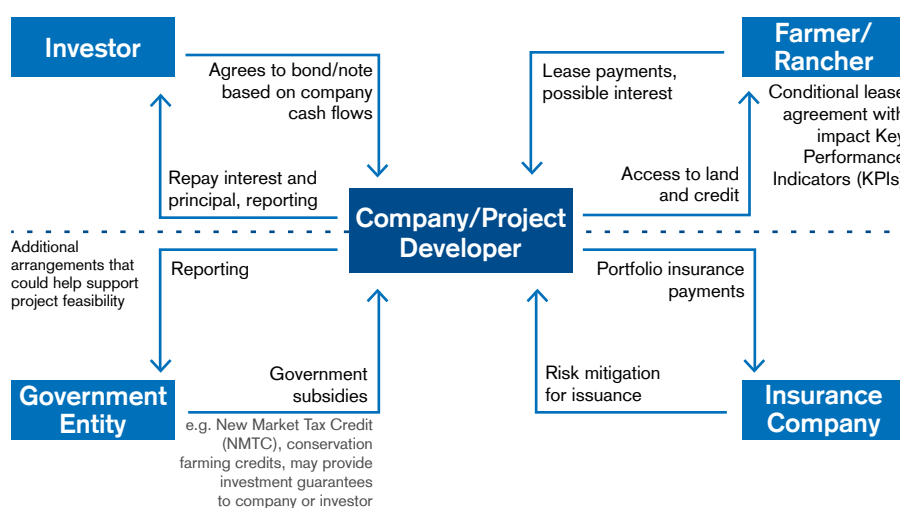 Investor
Agrees to bond/note
based on company
cash flows
Repay interest and
principal, reporting
Lease payments,
possible interest
Farmer/
Rancher
Conditional lease
agreement with
impact Key
Performance
Indicators (KPIs)
Access to land
and credit
Company/Project
Developer
Additional
arrangements that
could help support
project feasibility
Reporting
Portfolio insurance
payments
Government
Entity
Government
subsidies
e.g. New Market Tax Credit
(NMTC), conservation
farming credits, may provide
investment guarantees
to company or investor
Risk mitigation
for issuance
Insurance
Company